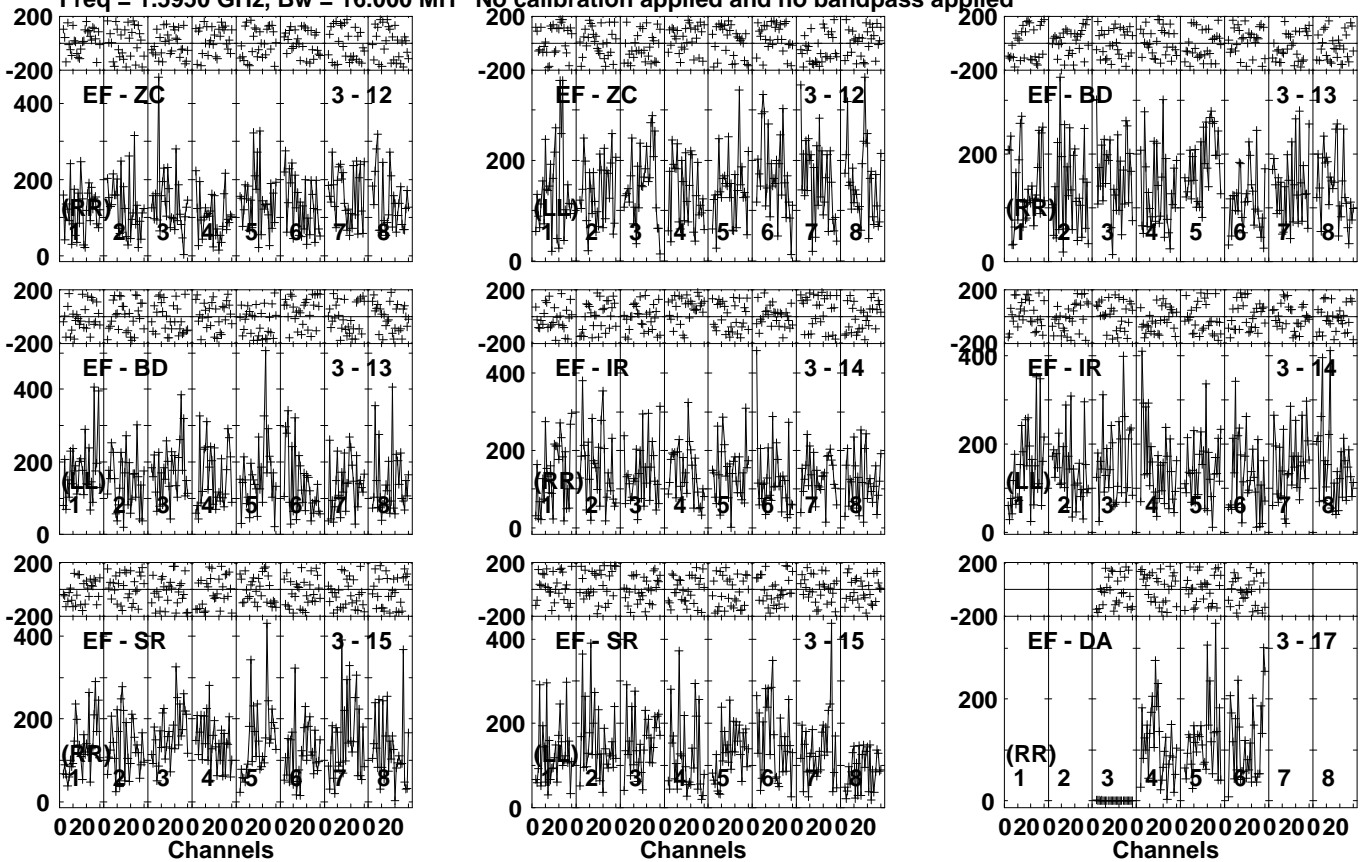 Freq = 1.5950 GHz, Bw = 16.000 MH No calibration applied and no bandpass applied
200 200 200
-200 -200 -200
EF - ZC 3 - 12 EF - ZC 3 - 12 EF - BD 3 - 13
400
200 200 200
(RR) (LL) (RR)
1 2 3 4 5 6 7 8 1 2 3 4 5 6 7 8 1 2 3 4 5 6 7 8
0 0 0
200 200 200
-200 -200 -200
400
EF - BD 3 - 13 EF - IR 3 - 14 EF - IR 3 - 14
400 400
200 200 200
(LL) (RR) (LL)
1 2 3 4 5 6 7 8 1 2 3 4 5 6 7 8 1 2 3 4 5 6 7 8
0 0 0
200 200 200
-200 -200 -200
EF - SR 3 - 15 EF - SR 3 - 15 EF - DA 3 - 17
400 400
200 200 200
(RR) (LL) (RR)
1 2 3 4 5 6 7 8 1 2 3 4 5 6 7 8 1 2 3 4 5 6 7 8
0 0 0
0 20 0 20 0 20 0 20 0 20 0 20 0 20 0 20 0 20 0 20 0 20 0 20 0 20 0 20 0 20 0 20 0 20 0 20 0 20 0 20 0 20 0 20 0 20 0 20
Channels Channels Channels